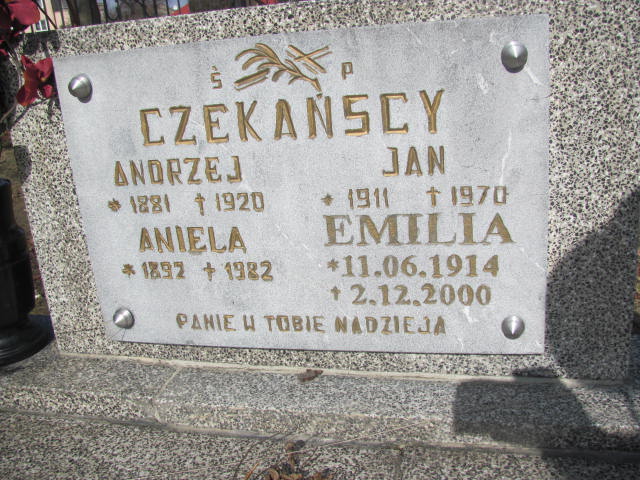 Ś P
CZEKAŃSCY
ANDRZEJ
* 1881 † 1920
ANIELA
* 1892 † 1982
JAN
* 1911 † 1970
EMILIA
*11.06.1914
† 2.12.2000
PANIE W TOBIE NADZIEJA